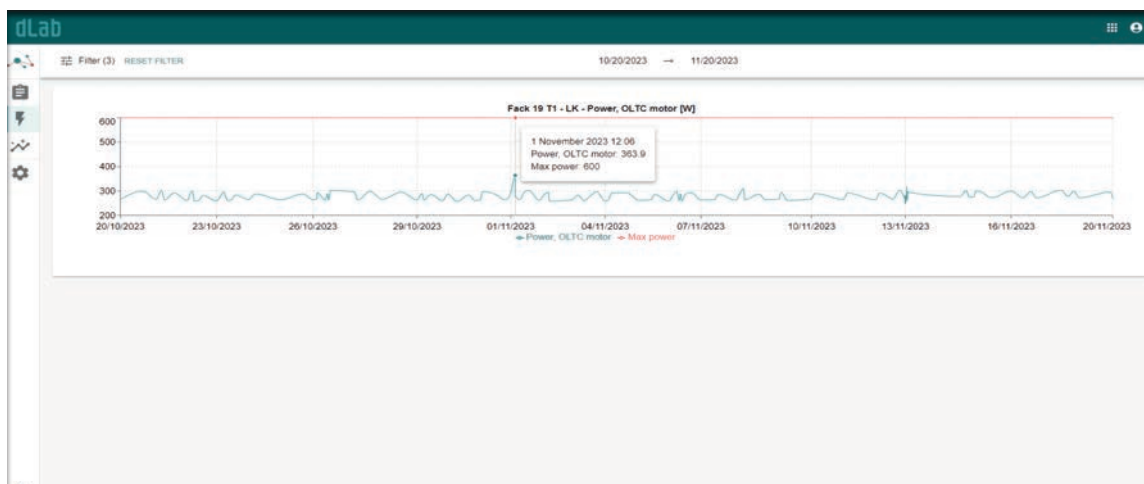 dLab
Filter (3) RESET FILTER 10/20/2023 → 11/20/2023
Fack 19 T1 - LK - Power, OLTC motor [W]
600
500
400
300
200
1 November 2023 12:06
Power, OLTC motor: 363.9
Max power: 600
20/10/2023 23/10/2023 26/10/2023 29/10/2023 01/11/2023 04/11/2023 07/11/2023 10/11/2023 13/11/2023 16/11/2023 20/11/2023
Power, OLTC motor Max power